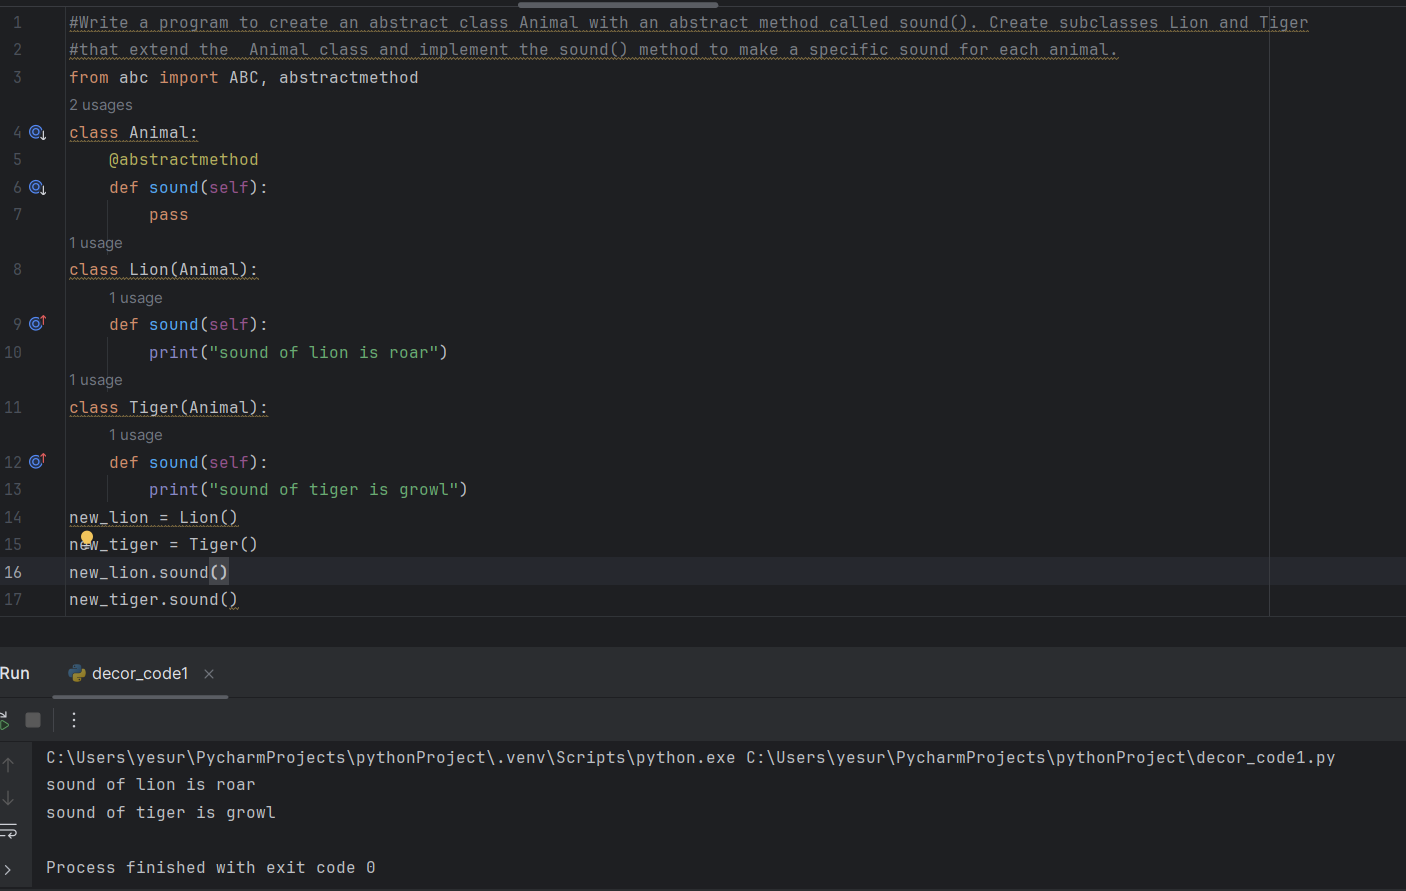 1 #Write a program to create an abstract class Animal with an abstract method called sound(). Create subclasses Lion and Tiger
2 #that extend the  Animal class and implement the sound() method to make a specific sound for each animal.
3 from abc import ABC, abstractmethod
2 usages
4 class Animal:
5     @abstractmethod
6     def sound(self):
7         pass
1 usage
8 class Lion(Animal):
1 usage
9     def sound(self):
10         print("sound of lion is roar")
1 usage
11 class Tiger(Animal):
1 usage
12     def sound(self):
13         print("sound of tiger is growl")
14 new_lion = Lion()
15 new_tiger = Tiger()
16 new_lion.sound()
17 new_tiger.sound()
Run decor_code1
C:\Users\yesur\PycharmProjects\pythonProject\.venv\Scripts\python.exe C:\Users\yesur\PycharmProjects\pythonProject\decor_code1.py
sound of lion is roar
sound of tiger is growl
Process finished with exit code 0